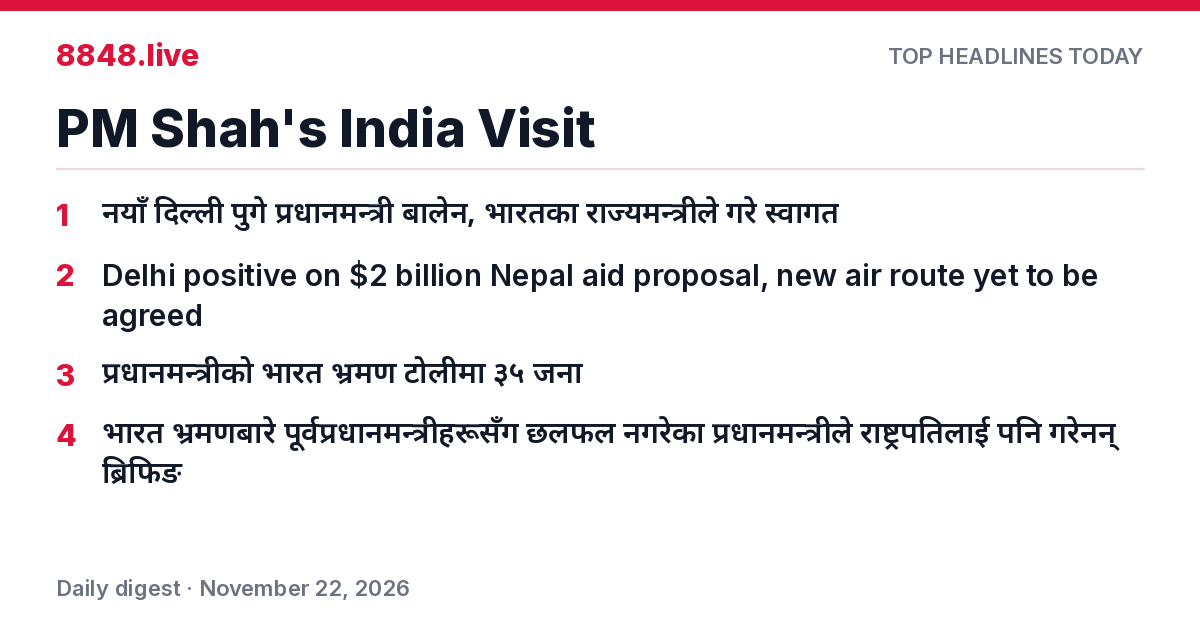 8848.live
TOP HEADLINES TODAY
PM Shah's India Visit
1 नयाँ दिल्ली पुगे प्रधानमन्त्री बालेन, भारतका राज्यमन्त्रीले गरे स्वागत
2 Delhi positive on $2 billion Nepal aid proposal, new air route yet to be
agreed
3 प्रधानमन्त्रीको भारत भ्रमण टोलीमा ३५ जना
4 भारत भ्रमणबारे पूर्वप्रधानमन्त्रीहरूसँग छलफल नगरेका प्रधानमन्त्रीले राष्ट्रपतिलाई पनि गरेनन्
ब्रिफिङ
Daily digest · November 22, 2026